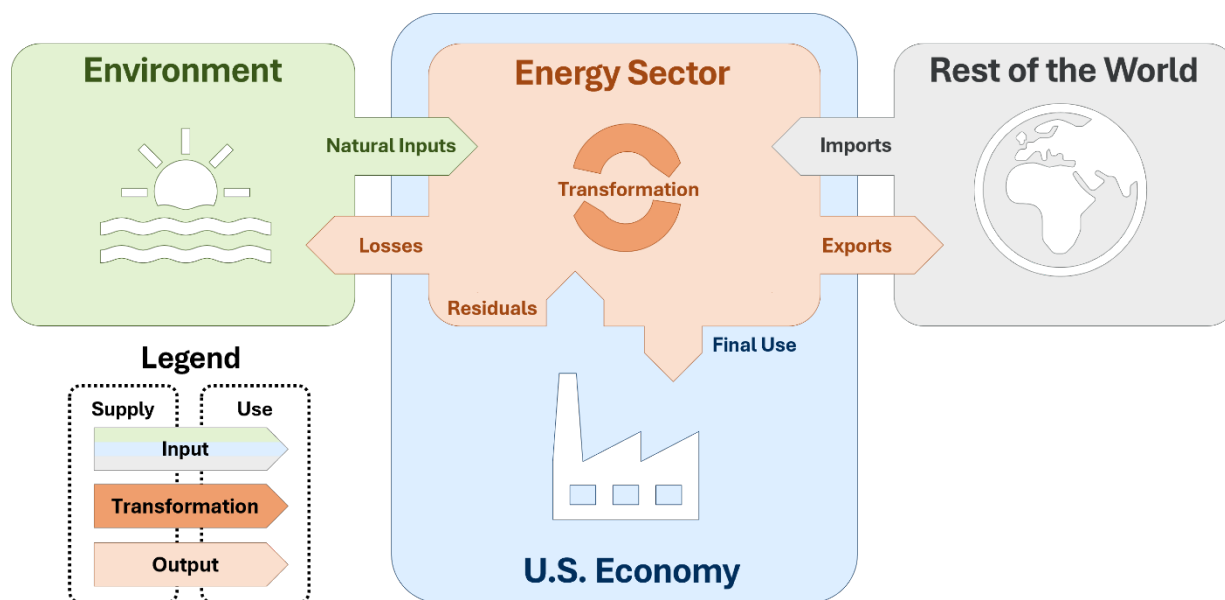 Environment
Energy Sector
Rest of the World
Natural Inputs
Imports
Transformation
Losses
Exports
Residuals
Final Use
Legend
Supply
Use
Input
Transformation
Output
U.S. Economy